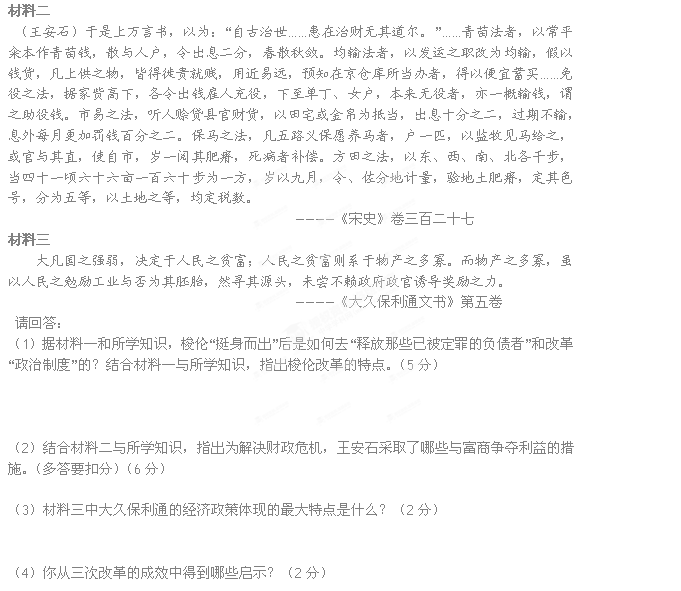 材料二
（王安石）于是上万言书，以为：“自古治世……患在治财无其道尔。”……青苗法者，以常平
籴本作青苗钱，散与人户，令出息二分，春散秋敛。均输法者，以发运之职改为均输，假以
钱货，凡上供之物，皆得徙贵就贱，用近易远，预知在京仓库所当办者，得以便宜蓄买……免
役之法，据家赀高下，各令出钱雇人充役，下至单丁、女户，本来无役者，亦一概输钱，谓
之助役钱。市易之法，听人赊贷县官财货，以田宅或金帛为抵当，出息十分之二，过期不输，
息外每月更加罚钱百分之二。保马之法，凡五路义保愿养马者，户一匹，以监牧见马给之，
或官与其直，使自市，岁一阅其肥瘠，死病者补偿。方田之法，以东、西、南、北各千步，
当四十一顷六十六亩一百六十步为一方，岁以九月，令、佐分地计量，验地土肥瘠，定其色
号，分为五等，以土地之等，均定税数。
————《宋史》卷三百二十七
材料三
大凡国之强弱，决定于人民之贫富；人民之贫富则系于物产之多寡。而物产之多寡，虽
以人民之勉励工业与否为其胚胎，然寻其源头，未尝不赖政府政官诱导奖励之力。
————《大久保利通文书》第五卷
请回答：
（1）据材料一和所学知识，梭伦“挺身而出”后是如何去“释放那些已被定罪的负债者”和改革
“政治制度”的？结合材料一与所学知识，指出梭伦改革的特点。（5 分）
（2）结合材料二与所学知识，指出为解决财政危机，王安石采取了哪些与富商争夺利益的措
施。（多答要扣分）（6 分）
（3）材料三中大久保利通的经济政策体现的最大特点是什么？（2 分）
（4）你从三次改革的成效中得到哪些启示？（2 分）